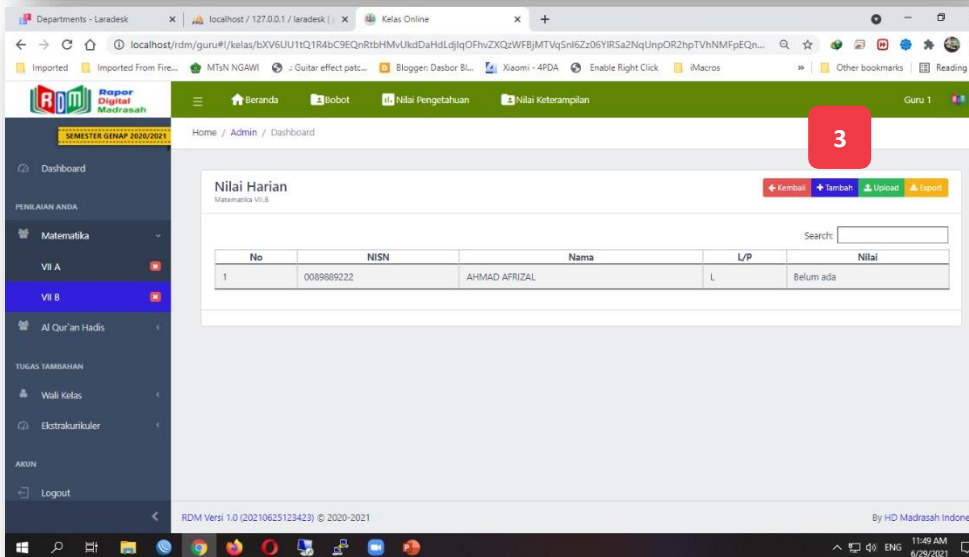 Departments - Laradesk
localhost / 127.0.0.1 / laradesk |
Kelas Online
localhost/rdm/guru#!/kelas/
Imported
Imported From Fire...
MTsN NGAWI
.: Guitar effect patc...
Blogger: Dasbor Bl...
Xiaomi - 4PDA
Enable Right Click
iMacros
»
Other bookmarks
Reading
RDM
Rapor
Digital
Madrasah
Beranda
Bobot
Nilai Pengetahuan
Nilai Keterampilan
Guru 1
SEMESTER GENAP 2020/2021
Home / Admin / Dashboard
3
Dashboard
PENILAIAN ANDA
Matematika
VII A
VII B
Al Qur'an Hadis
TUGAS TAMBAHAN
Wali Kelas
Ekstrakurikuler
AKUN
Logout
Nilai Harian
Matematika VII.B
Kembali
Tambah
Upload
Export
Search:
No NISN Nama L/P Nilai
1 0089889222 AHMAD AFRIZAL L Belum ada
RDM Versi 1.0 (20210625123423) © 2020-2021
By HD Madrasah Indone
ENG
11:49 AM
6/29/2021